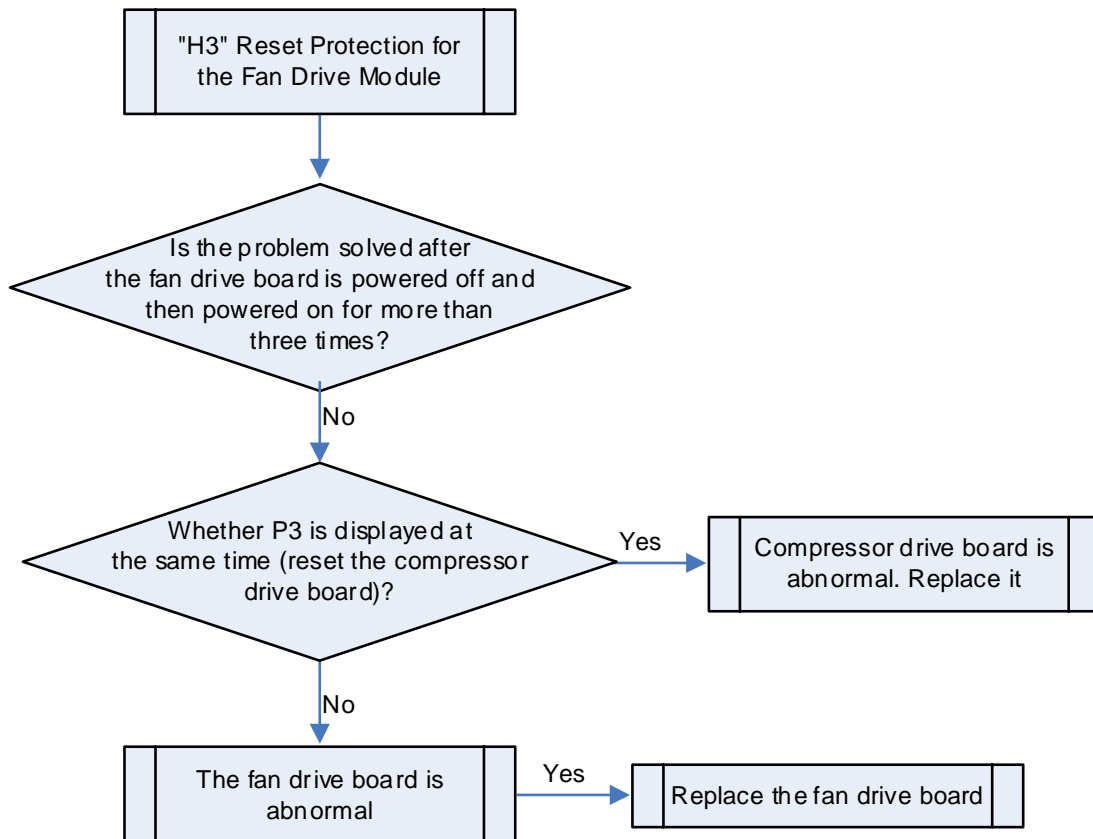 "H3" Reset Protection for
the Fan Drive Module
Is the problem solved after
the fan drive board is powered off and
then powered on for more than
three times?
No
Whether P3 is displayed at
the same time (reset the compressor
drive board)?
Yes
Compressor drive board is
abnormal. Replace it
No
The fan drive board is
abnormal
Yes
Replace the fan drive board